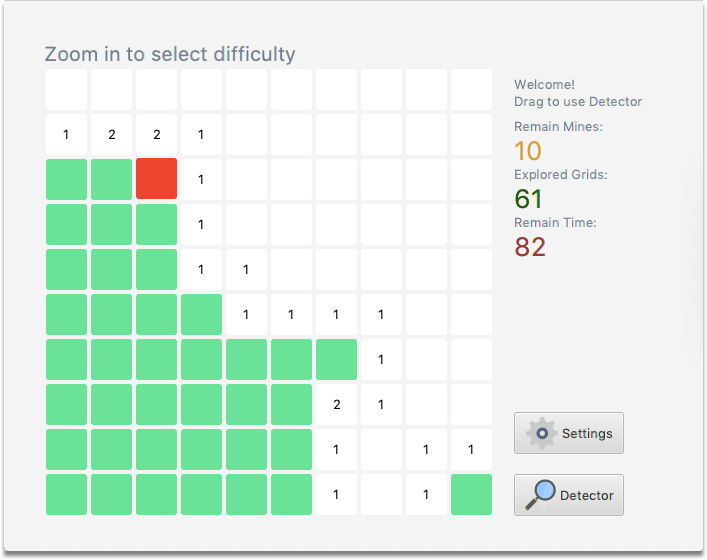 Zoom in to select difficulty
Welcome!
Drag to use Detector
Remain Mines:
10
Explored Grids:
61
Remain Time:
82
1 2 2 1
1
1
1 1
1 1 1 1
1
2 1
1 1 1
1 1
Settings
Detector